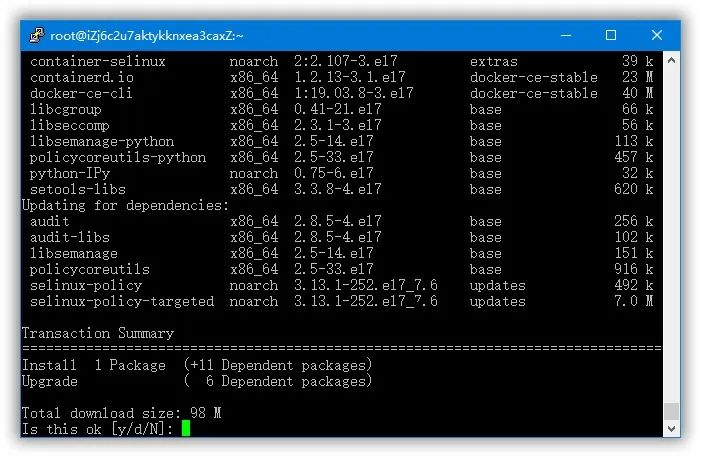 root@iZj6c2u7aktykknxea3caxZ:~
container-selinux noarch 2:2.107-3.el7 extras 39 k
containerd.io x86_64 1.2.13-3.1.el7 docker-ce-stable 23 M
docker-ce-cli x86_64 1:19.03.8-3.el7 docker-ce-stable 40 M
libcgroup x86_64 0.41-21.el7 base 66 k
libseccomp x86_64 2.3.1-3.el7 base 56 k
libsemanage-python x86_64 2.5-14.el7 base 113 k
policycoreutils-python x86_64 2.5-33.el7 base 457 k
python-IPy noarch 0.75-6.el7 base 32 k
setools-libs x86_64 3.3.8-4.el7 base 620 k
Updating for dependencies:
audit x86_64 2.8.5-4.el7 base 256 k
audit-libs x86_64 2.8.5-4.el7 base 102 k
libsemanage x86_64 2.5-14.el7 base 151 k
policycoreutils x86_64 2.5-33.el7 base 916 k
selinux-policy noarch 3.13.1-252.el7_7.6 updates 492 k
selinux-policy-targeted noarch 3.13.1-252.el7_7.6 updates 7.0 M
Transaction Summary
================================================================================
Install 1 Package (+11 Dependent packages)
Upgrade ( 6 Dependent packages)
Total download size: 98 M
Is this ok [y/d/N]: